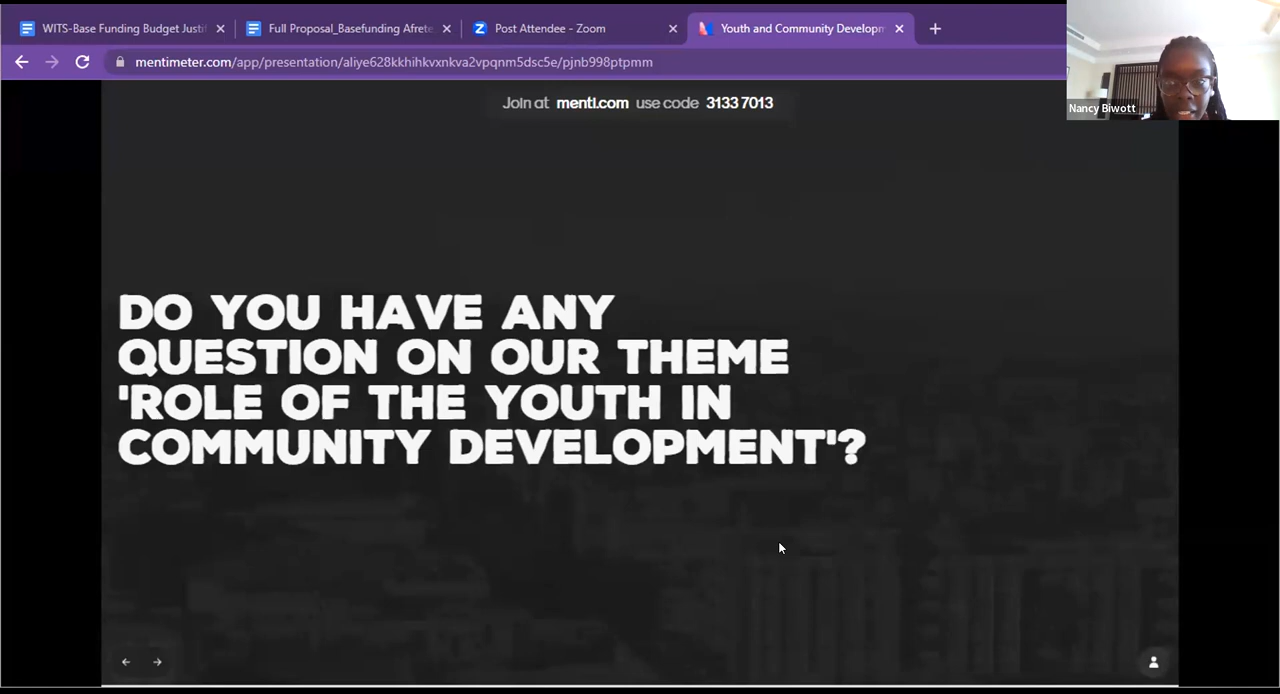 WITS-Base Funding Budget Justi
Full Proposal_Basefunding Afrete
Post Attendee - Zoom
Youth and Community Developm
mentimeter.com/app/presentation/aliye628kkhihkvxnkva2vpqnm5dsc5e/pjnb998ptpmm
Nancy Biwott
Join at menti.com use code 3133 7013
DO YOU HAVE ANY
QUESTION ON OUR THEME
'ROLE OF THE YOUTH IN
COMMUNITY DEVELOPMENT'?